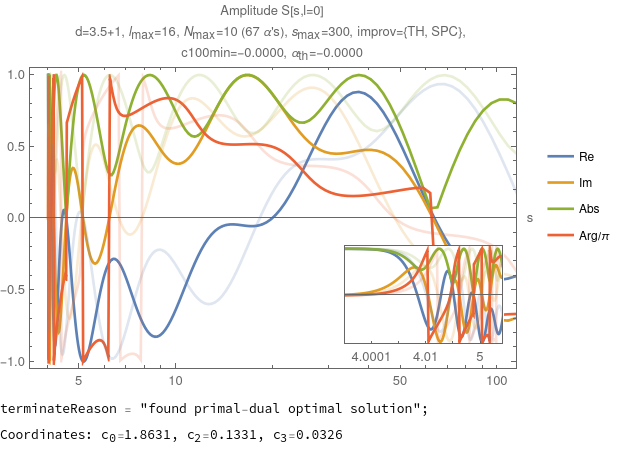 Amplitude S[s,l=0]
d=3.5+1, lmax=16, Nmax=10 (67 α's), smax=300, improv={TH, SPC},
c100min=−0.0000, αth=−0.0000
1.0
0.5
0.0
−0.5
−1.0
5 10 50 100
s
Re
Im
Abs
Arg/π
4.0001 4.01 5
terminateReason = "found primal-dual optimal solution";
Coordinates: c0=1.8631, c2=0.1331, c3=0.0326